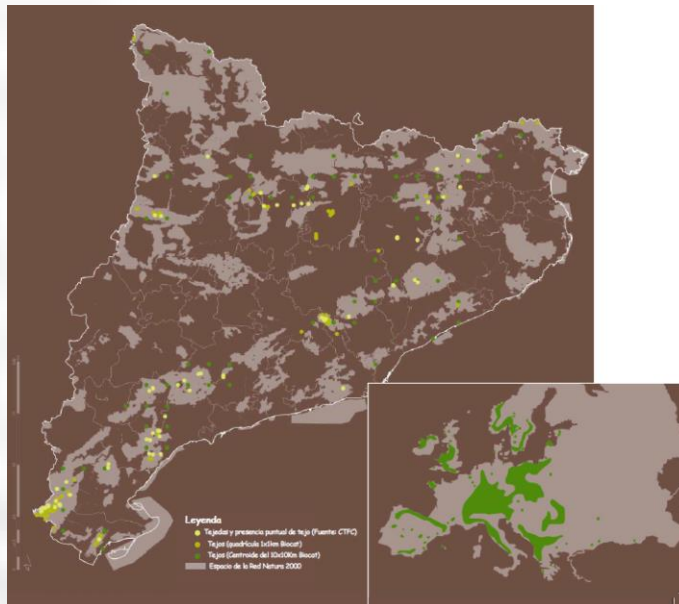 Leyenda
Tejedas y presencia puntual de tejo (Fuente: CTFC)
Tejos (quadrícula 1x1km Biocat)
Tejos (Centroide del 10x10Km Biocat)
Espacio de la Red Natura 2000